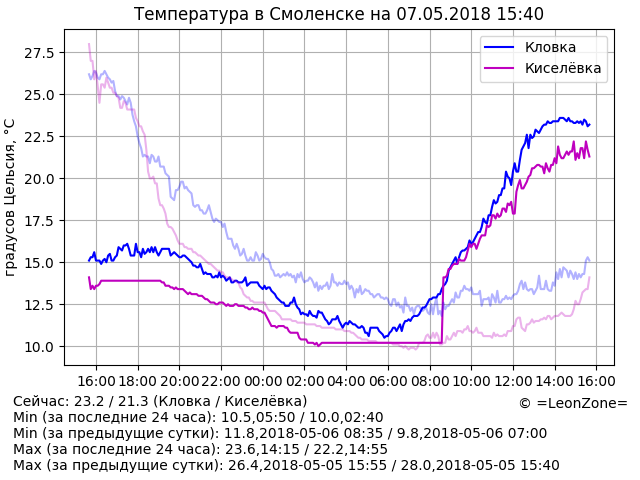 Температура в Смоленске на 07.05.2018 15:40
Кловка
Киселёвка
градусов Цельсия, °C
27.5
25.0
22.5
20.0
17.5
15.0
12.5
10.0
16:00 18:00 20:00 22:00 00:00 02:00 04:00 06:00 08:00 10:00 12:00 14:00 16:00
Сейчас: 23.2 / 21.3 (Кловка / Киселёвка)
© =LeonZone=
Min (за последние 24 часа): 10.5,05:50 / 10.0,02:40
Min (за предыдущие сутки): 11.8,2018-05-06 08:35 / 9.8,2018-05-06 07:00
Max (за последние 24 часа): 23.6,14:15 / 22.2,14:55
Max (за предыдущие сутки): 26.4,2018-05-05 15:55 / 28.0,2018-05-05 15:40